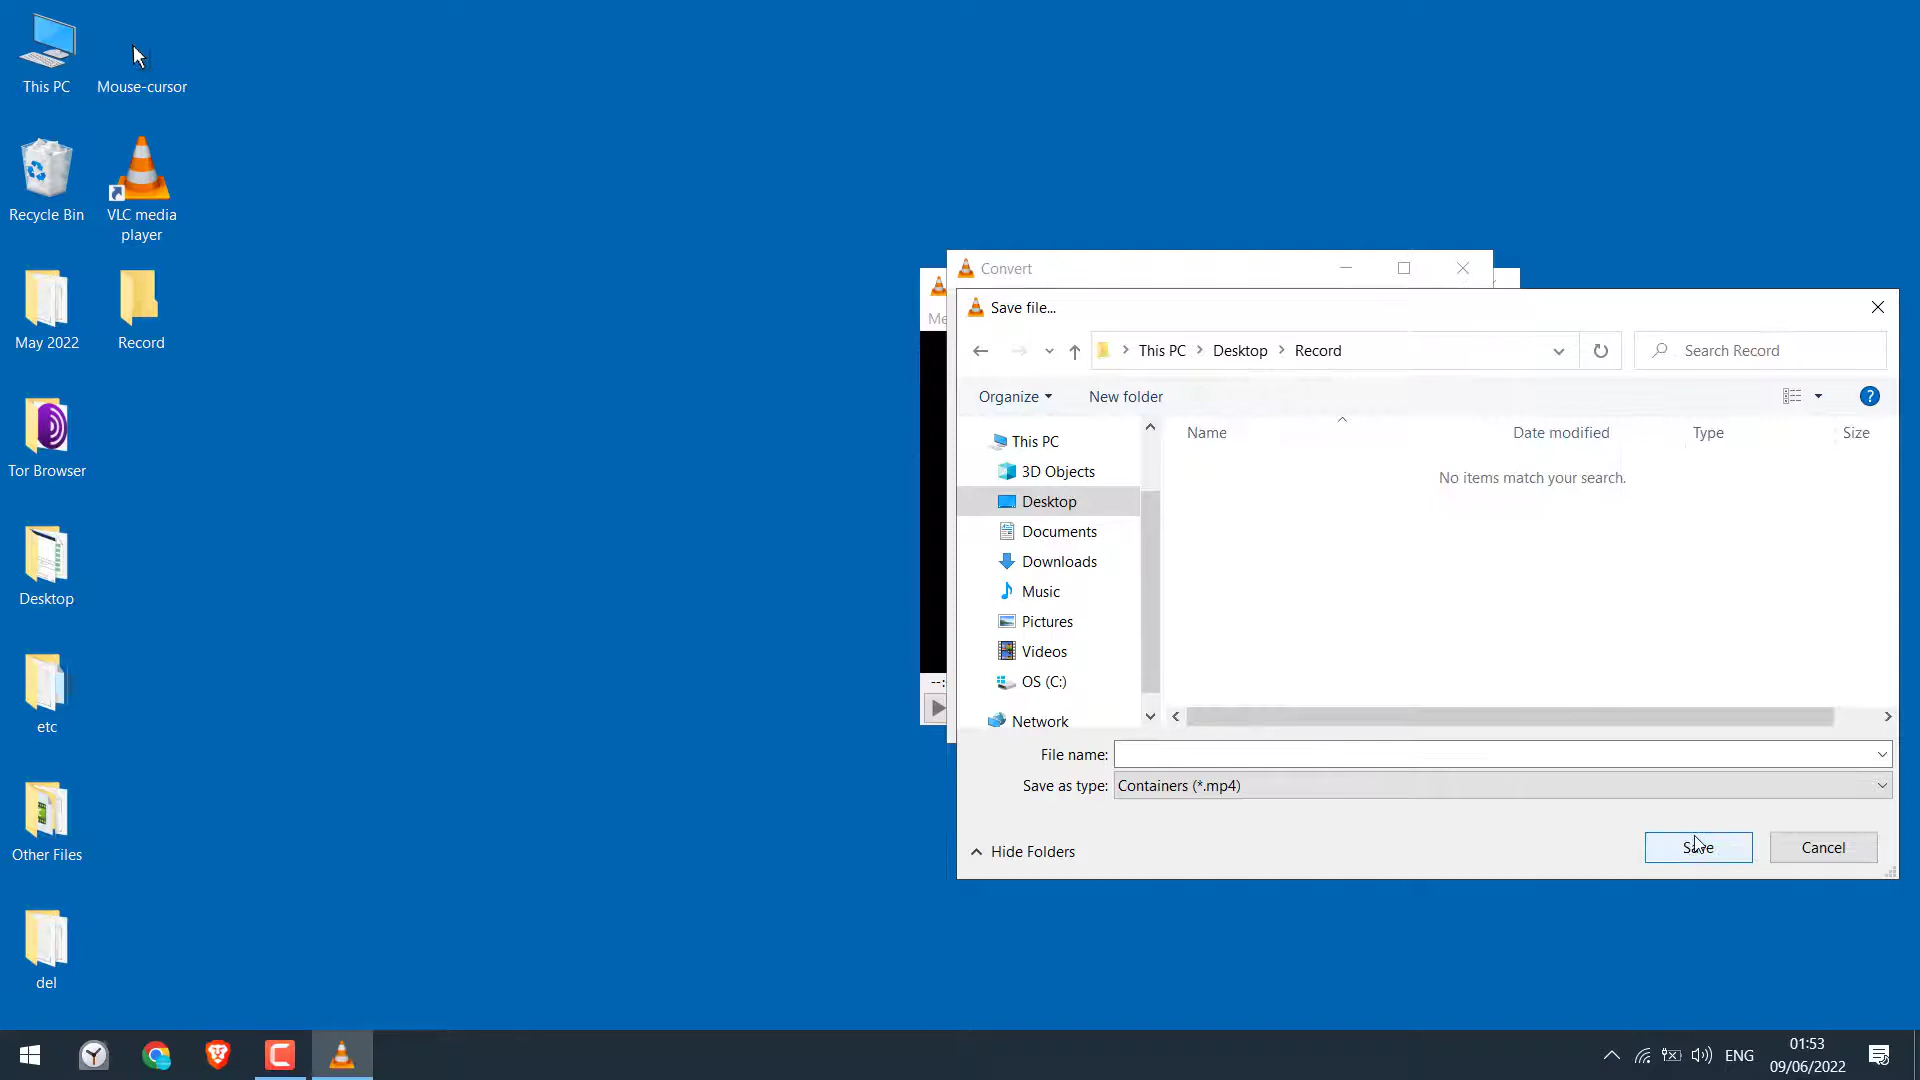 This PC
Mouse-cursor
Recycle Bin
VLC media
player
May 2022
Record
Tor Browser
Desktop
etc
Other Files
del
Convert
Me
--:
Save file...
This PC
Desktop
Record
Search Record
Organize
New folder
?
Name
Date modified
Type
Size
No items match your search.
This PC
3D Objects
Desktop
Documents
Downloads
Music
Pictures
Videos
OS (C:)
Network
File name:
Save as type: Containers (*.mp4)
Hide Folders
Save
Cancel
ENG
01:53
09/06/2022